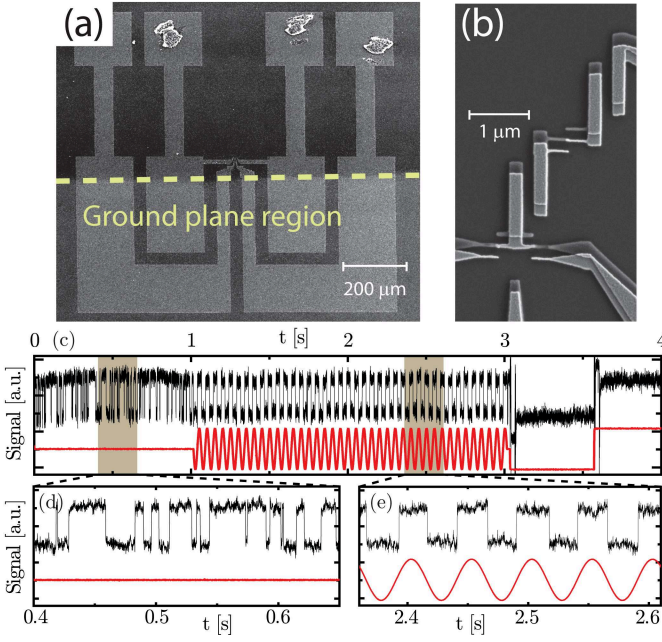 (a)
(b)
1 μm
Ground plane region
200 μm
0 (c) 1 t [s] 2 3 4
Signal [a.u.]
(d)
(e)
Signal [a.u.]
0.4 0.5 0.6 2.4 2.5 2.6
t [s] t [s]